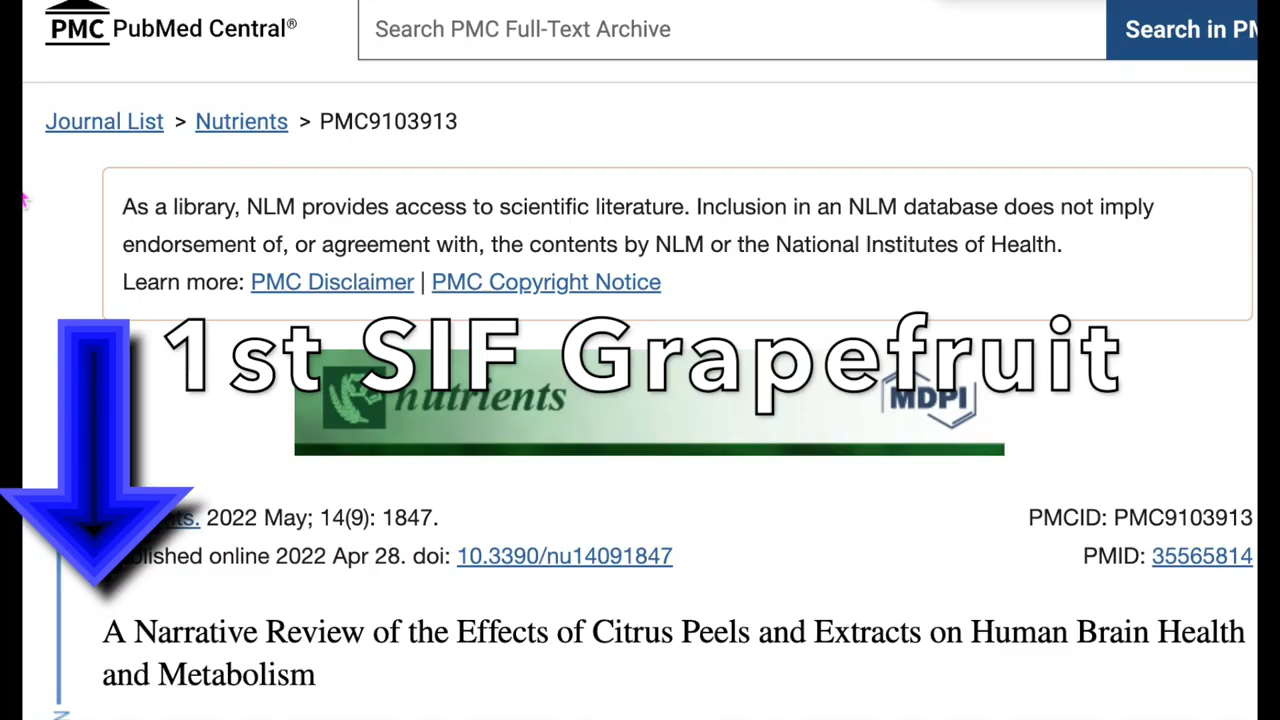 PMC PubMed Central®
Search PMC Full-Text Archive
Search in PM
Journal List > Nutrients > PMC9103913
As a library, NLM provides access to scientific literature. Inclusion in an NLM database does not imply
endorsement of, or agreement with, the contents by NLM or the National Institutes of Health.
Learn more: PMC Disclaimer | PMC Copyright Notice
1st SIF Grapefruit
nutrients
MDPI
2022 May; 14(9): 1847.
PMCID: PMC9103913
online 2022 Apr 28. doi: 10.3390/nu14091847
PMID: 35565814
A Narrative Review of the Effects of Citrus Peels and Extracts on Human Brain Health
and Metabolism